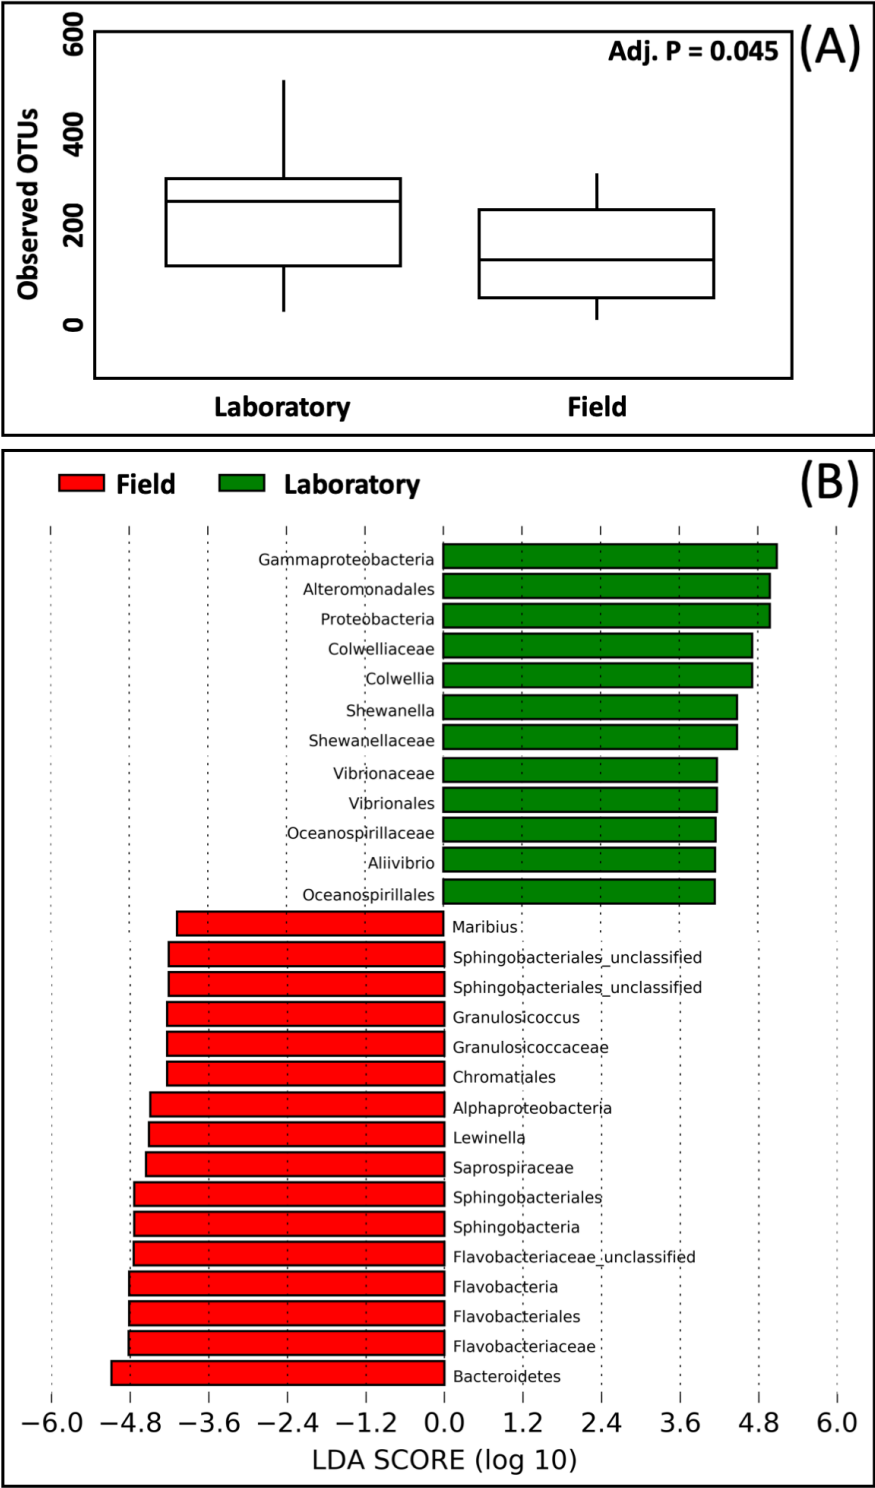 (A)
Adj. P = 0.045
Observed OTUs
600
400
200
0
Laboratory
Field
(B)
Field
Laboratory
Gammaproteobacteria
Alteromonadales
Proteobacteria
Colwelliaceae
Colwellia
Shewanella
Shewanellaceae
Vibrionaceae
Vibrionales
Oceanospirillaceae
Aliivibrio
Oceanospirillales
Maribius
Sphingobacteriales_unclassified
Sphingobacteriales_unclassified
Granulosicoccus
Granulosicoccaceae
Chromatiales
Alphaproteobacteria
Lewinella
Saprospiraceae
Sphingobacteriales
Sphingobacteria
Flavobacteriaceae_unclassified
Flavobacteria
Flavobacteriales
Flavobacteriaceae
Bacteroidetes
−6.0 −4.8 −3.6 −2.4 −1.2 0.0 1.2 2.4 3.6 4.8 6.0
LDA SCORE (log 10)